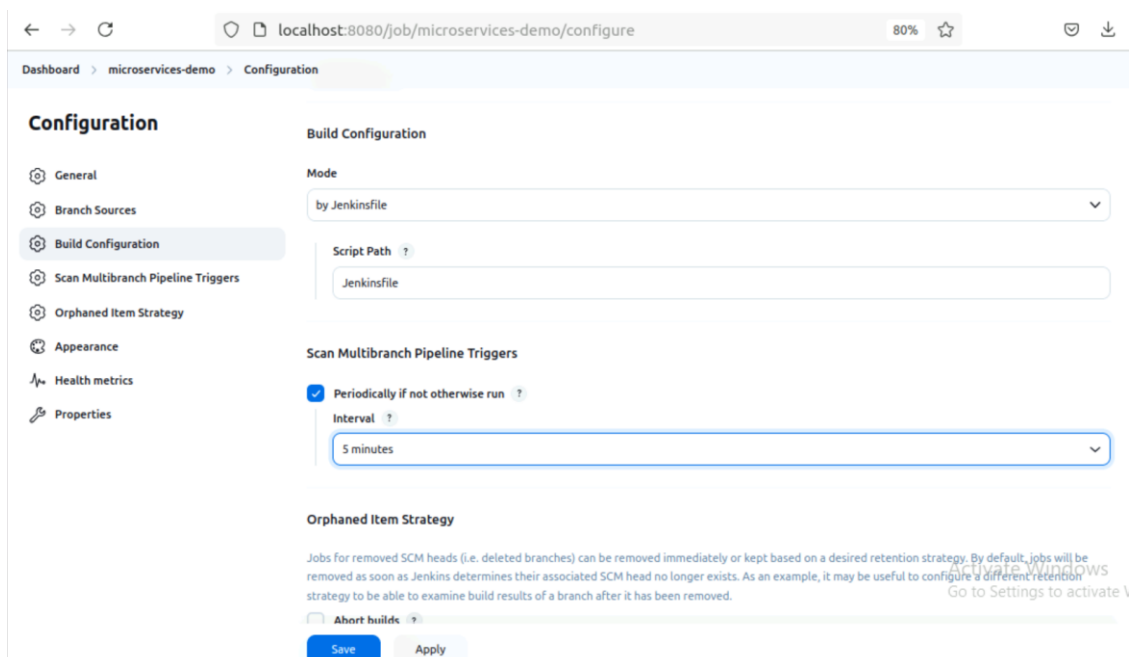 localhost:8080/job/microservices-demo/configure 80%
Dashboard > microservices-demo > Configuration
Configuration
General
Branch Sources
Build Configuration
Scan Multibranch Pipeline Triggers
Orphaned Item Strategy
Appearance
Health metrics
Properties
Build Configuration
Mode
by Jenkinsfile
Script Path ?
Jenkinsfile
Scan Multibranch Pipeline Triggers
Periodically if not otherwise run ?
Interval ?
5 minutes
Orphaned Item Strategy
Jobs for removed SCM heads (i.e. deleted branches) can be removed immediately or kept based on a desired retention strategy. By default, jobs will be
removed as soon as Jenkins determines their associated SCM head no longer exists. As an example, it may be useful to configure a different retention
strategy to be able to examine build results of a branch after it has been removed.
Abort builds ?
Save Apply
Activate Windows
Go to Settings to activate W